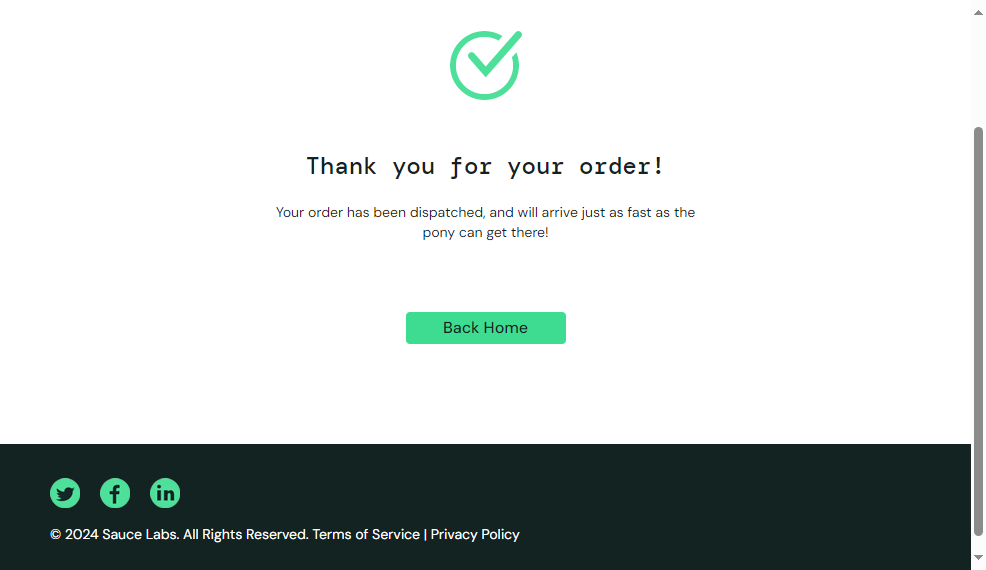 Thank you for your order!
Your order has been dispatched, and will arrive just as fast as the
pony can get there!
Back Home
in
© 2024 Sauce Labs. All Rights Reserved. Terms of Service | Privacy Policy